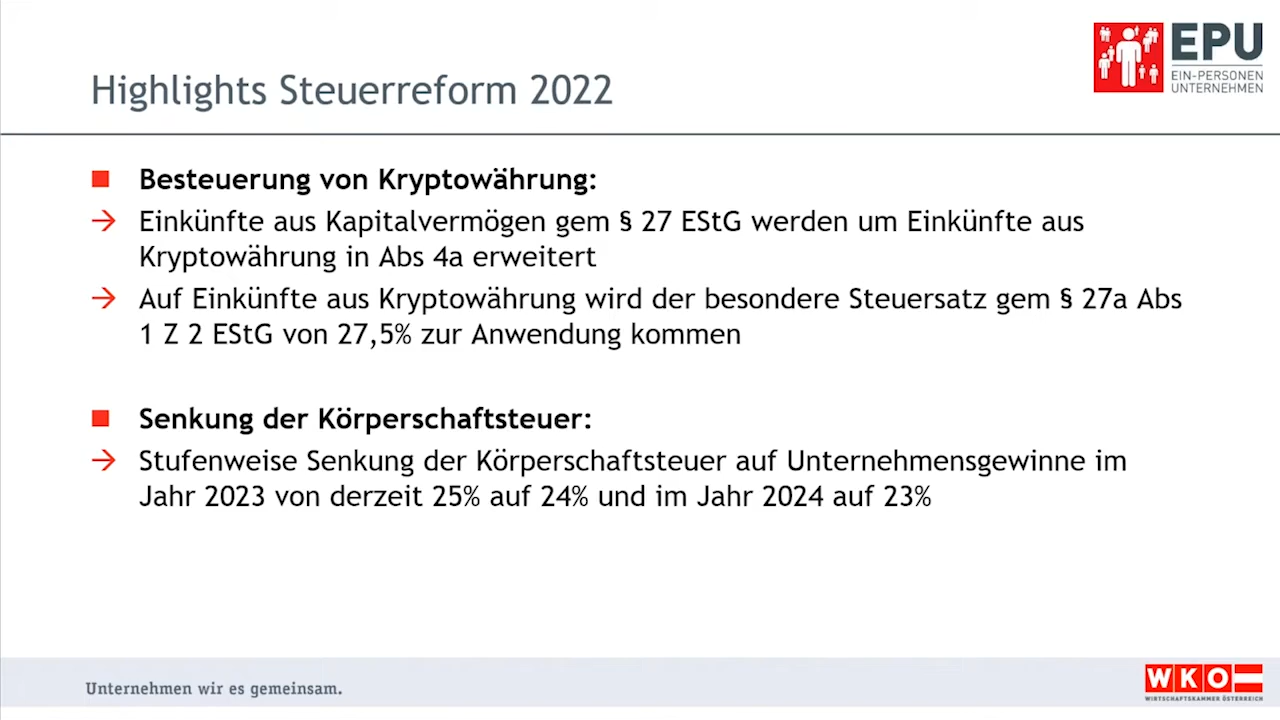 EPU
EIN-PERSONEN
UNTERNEHMEN
Highlights Steuerreform 2022
Besteuerung von Kryptowährung:
→ Einkünfte aus Kapitalvermögen gem § 27 EStG werden um Einkünfte aus
Kryptowährung in Abs 4a erweitert
→ Auf Einkünfte aus Kryptowährung wird der besondere Steuersatz gem § 27a Abs
1 Z 2 EStG von 27,5% zur Anwendung kommen
Senkung der Körperschaftsteuer:
→ Stufenweise Senkung der Körperschaftsteuer auf Unternehmensgewinne im
Jahr 2023 von derzeit 25% auf 24% und im Jahr 2024 auf 23%
Unternehmen wir es gemeinsam.
WKO
WIRTSCHAFTSKAMMER ÖSTERREICH